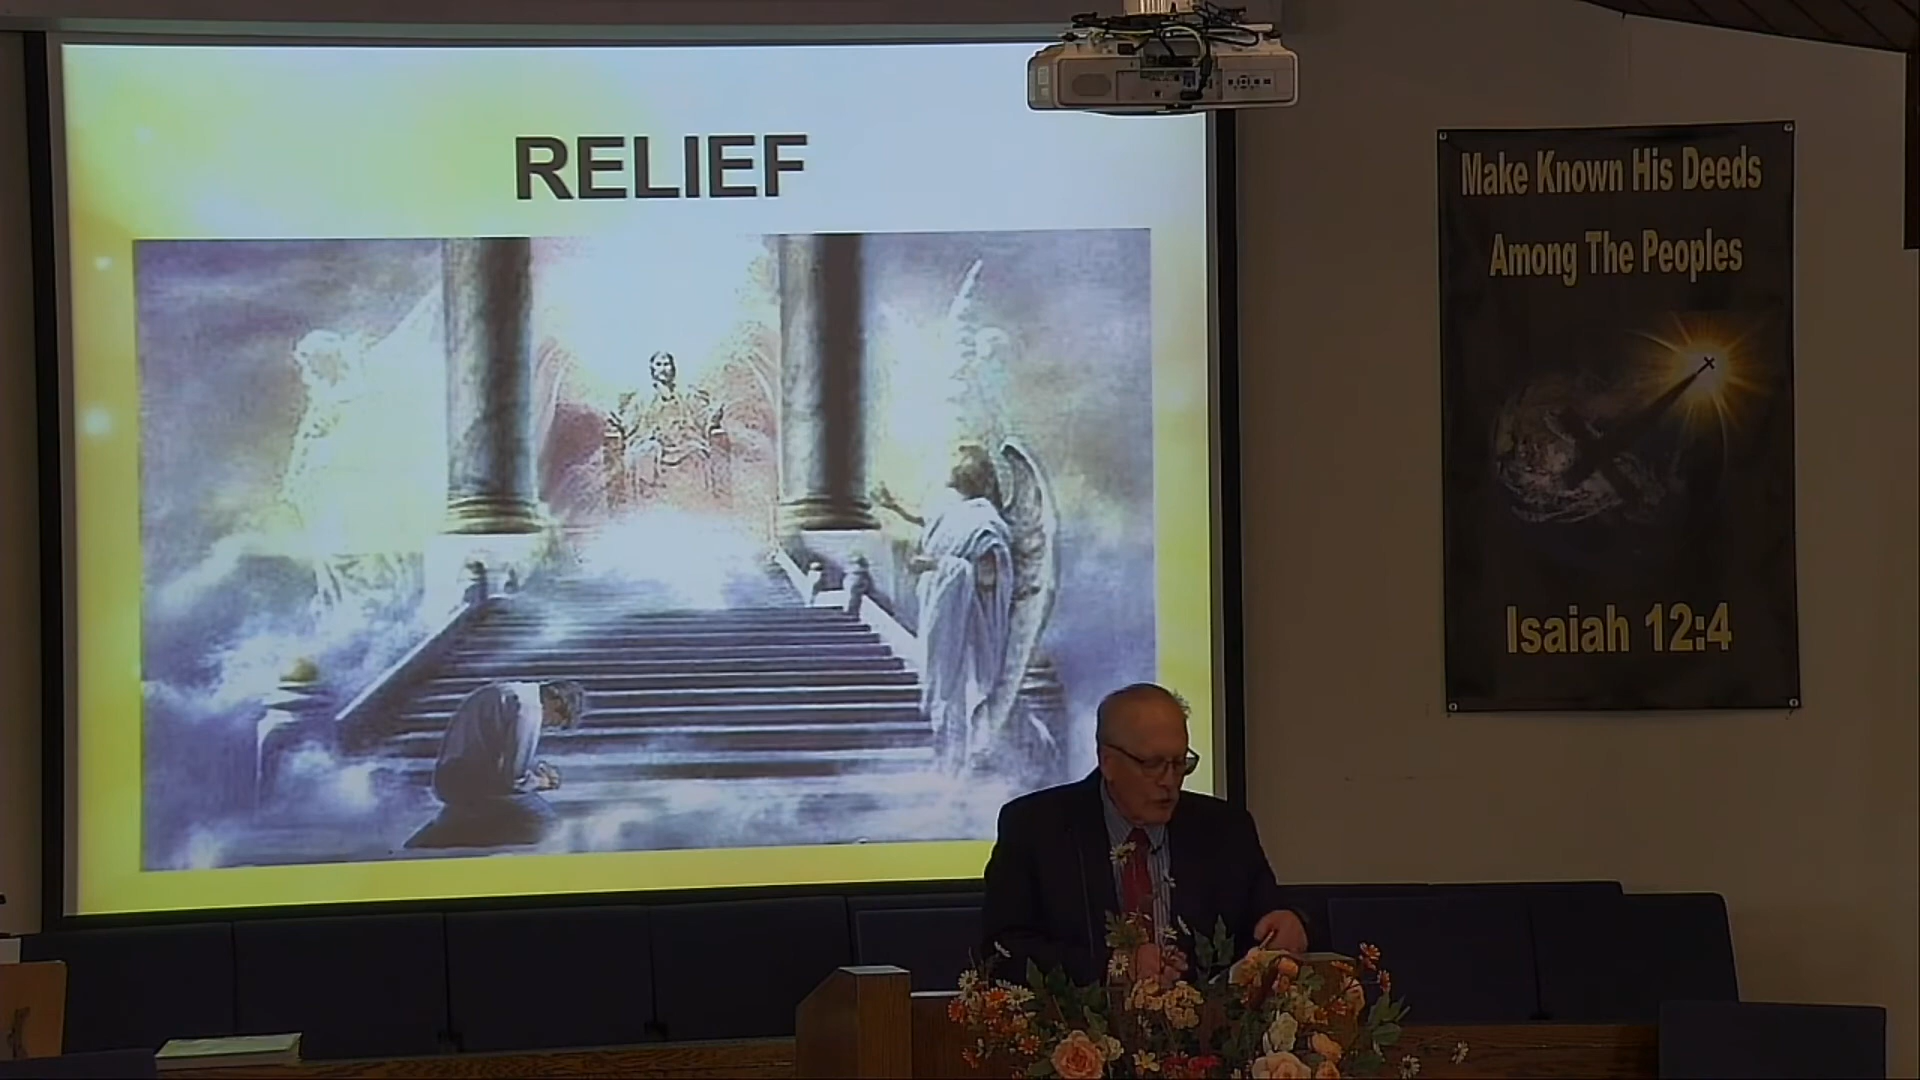 RELIEF
Make Known His Deeds
Among The Peoples
Isaiah 12:4